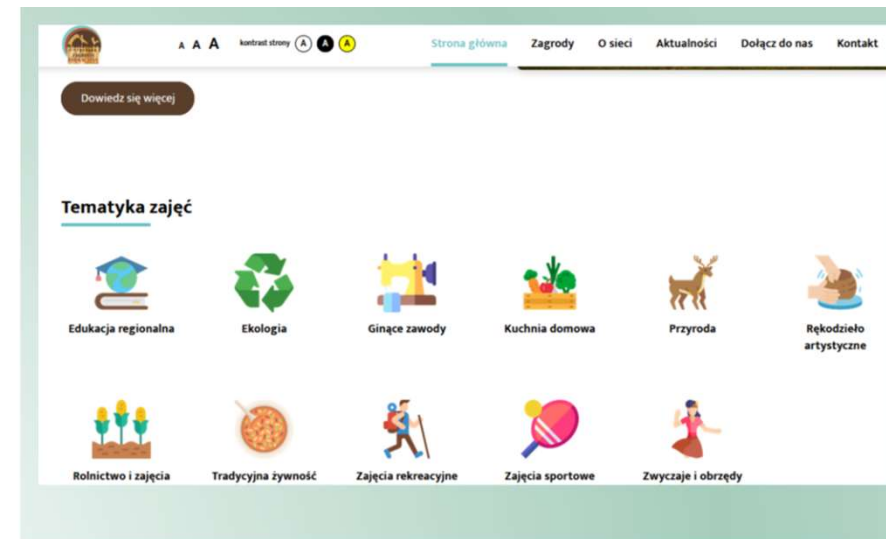 A A A kontrast strony A A A Strona główna Zagrody O sieci Aktualności Dołącz do nas Kontakt
Dowiedz się więcej
Tematyka zajęć
Edukacja regionalna Ekologia Ginące zawody Kuchnia domowa Przyroda Rękodzieło
artystyczne
Rolnictwo i zajęcia Tradycyjna żywność Zajęcia rekreacyjne Zajęcia sportowe Zwyczaje i obrzędy